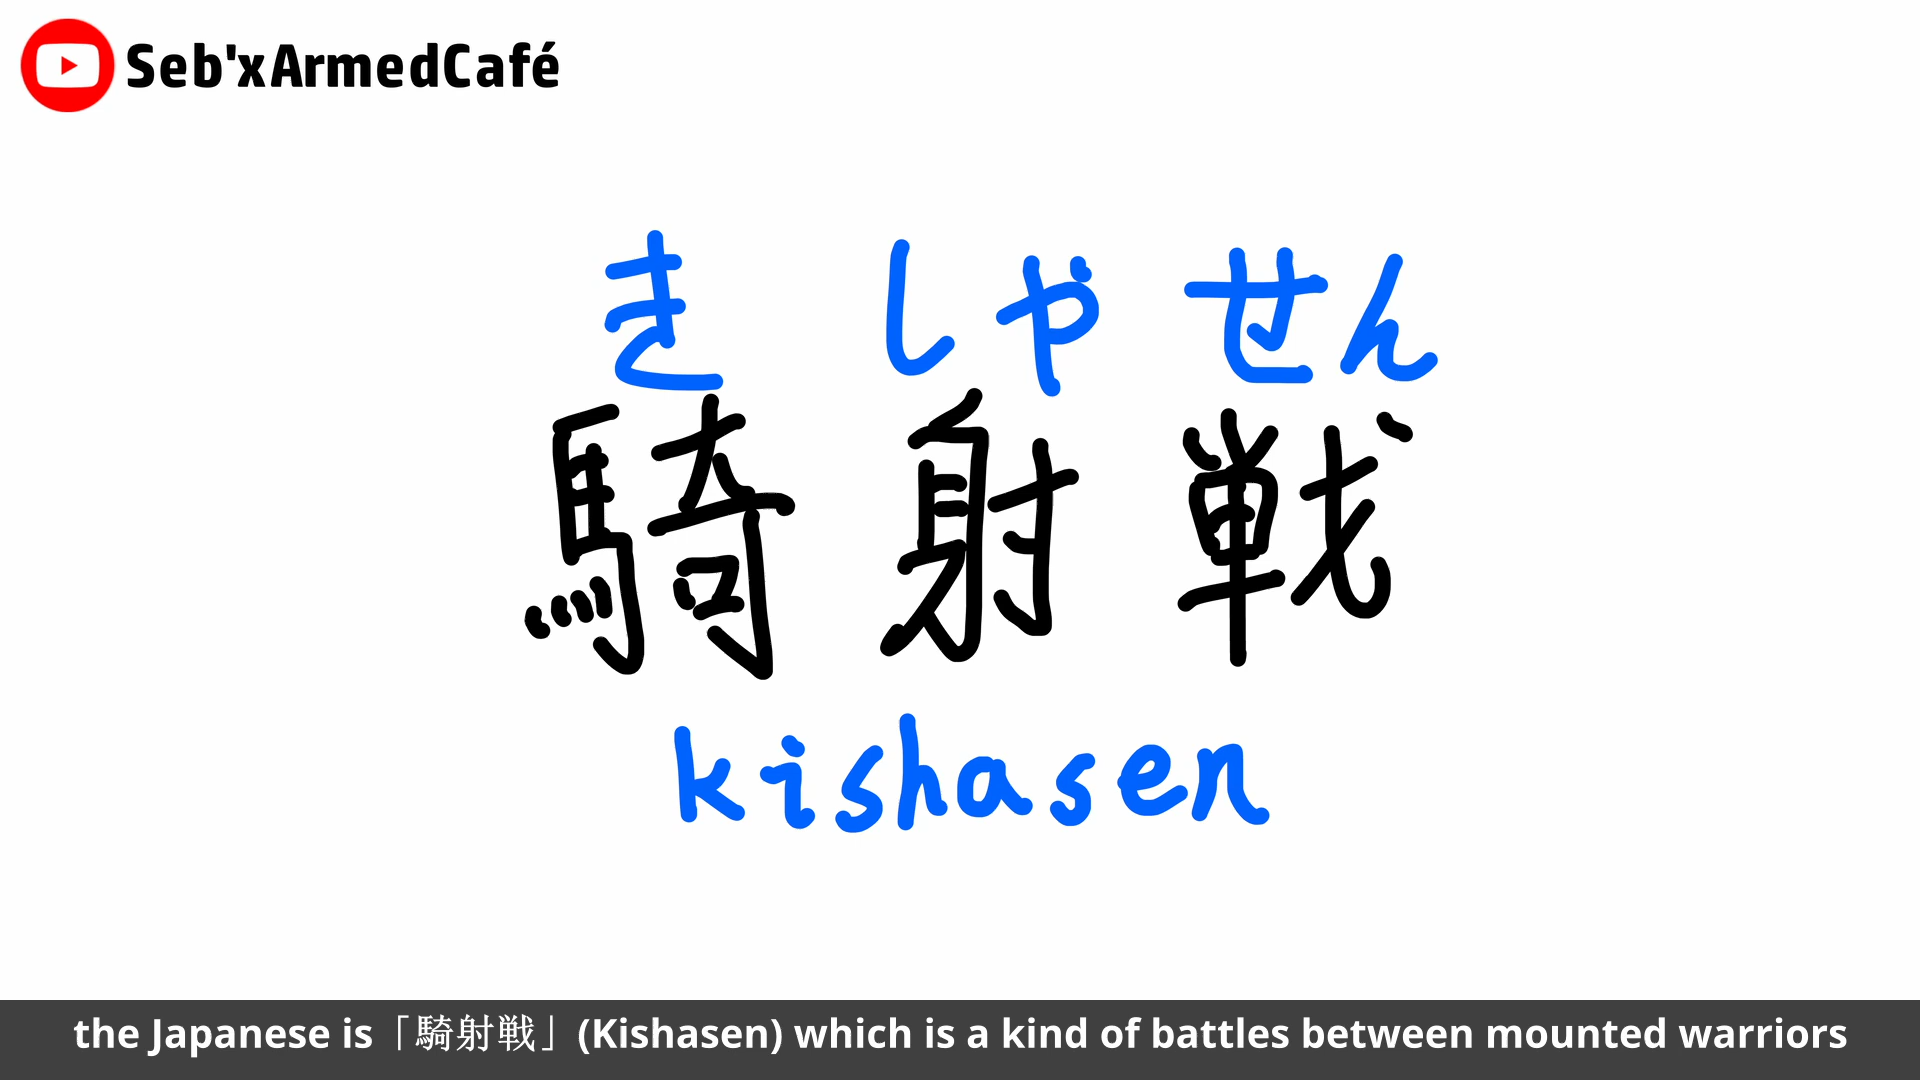 Seb'xArmedCafé
き しゃ せん
騎射戦
kishasen
the Japanese is「騎射戦」(Kishasen) which is a kind of battles between mounted warriors